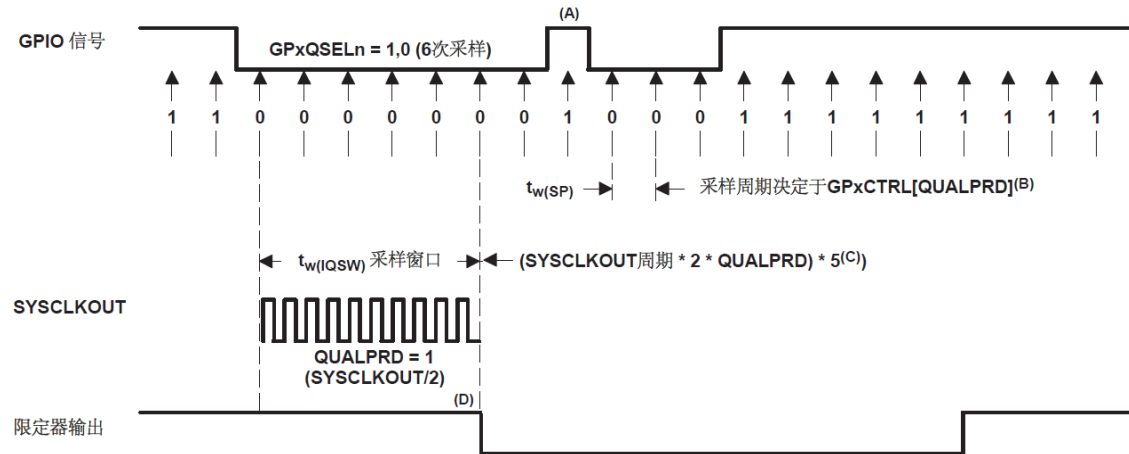 (A)
GPIO 信号
GPxQSELn = 1,0 (6次采样)
1 1 0 0 0 0 0 0 0 1 0 0 0 1 1 1 1 1 1 1 1 1
tw(SP)
采样周期决定于GPxCTRL[QUALPRD](B)
tw(IQSW) 采样窗口
(SYSCLKOUT周期 * 2 * QUALPRD) * 5(C))
SYSCLKOUT
QUALPRD = 1
(SYSCLKOUT/2)
(D)
限定器输出